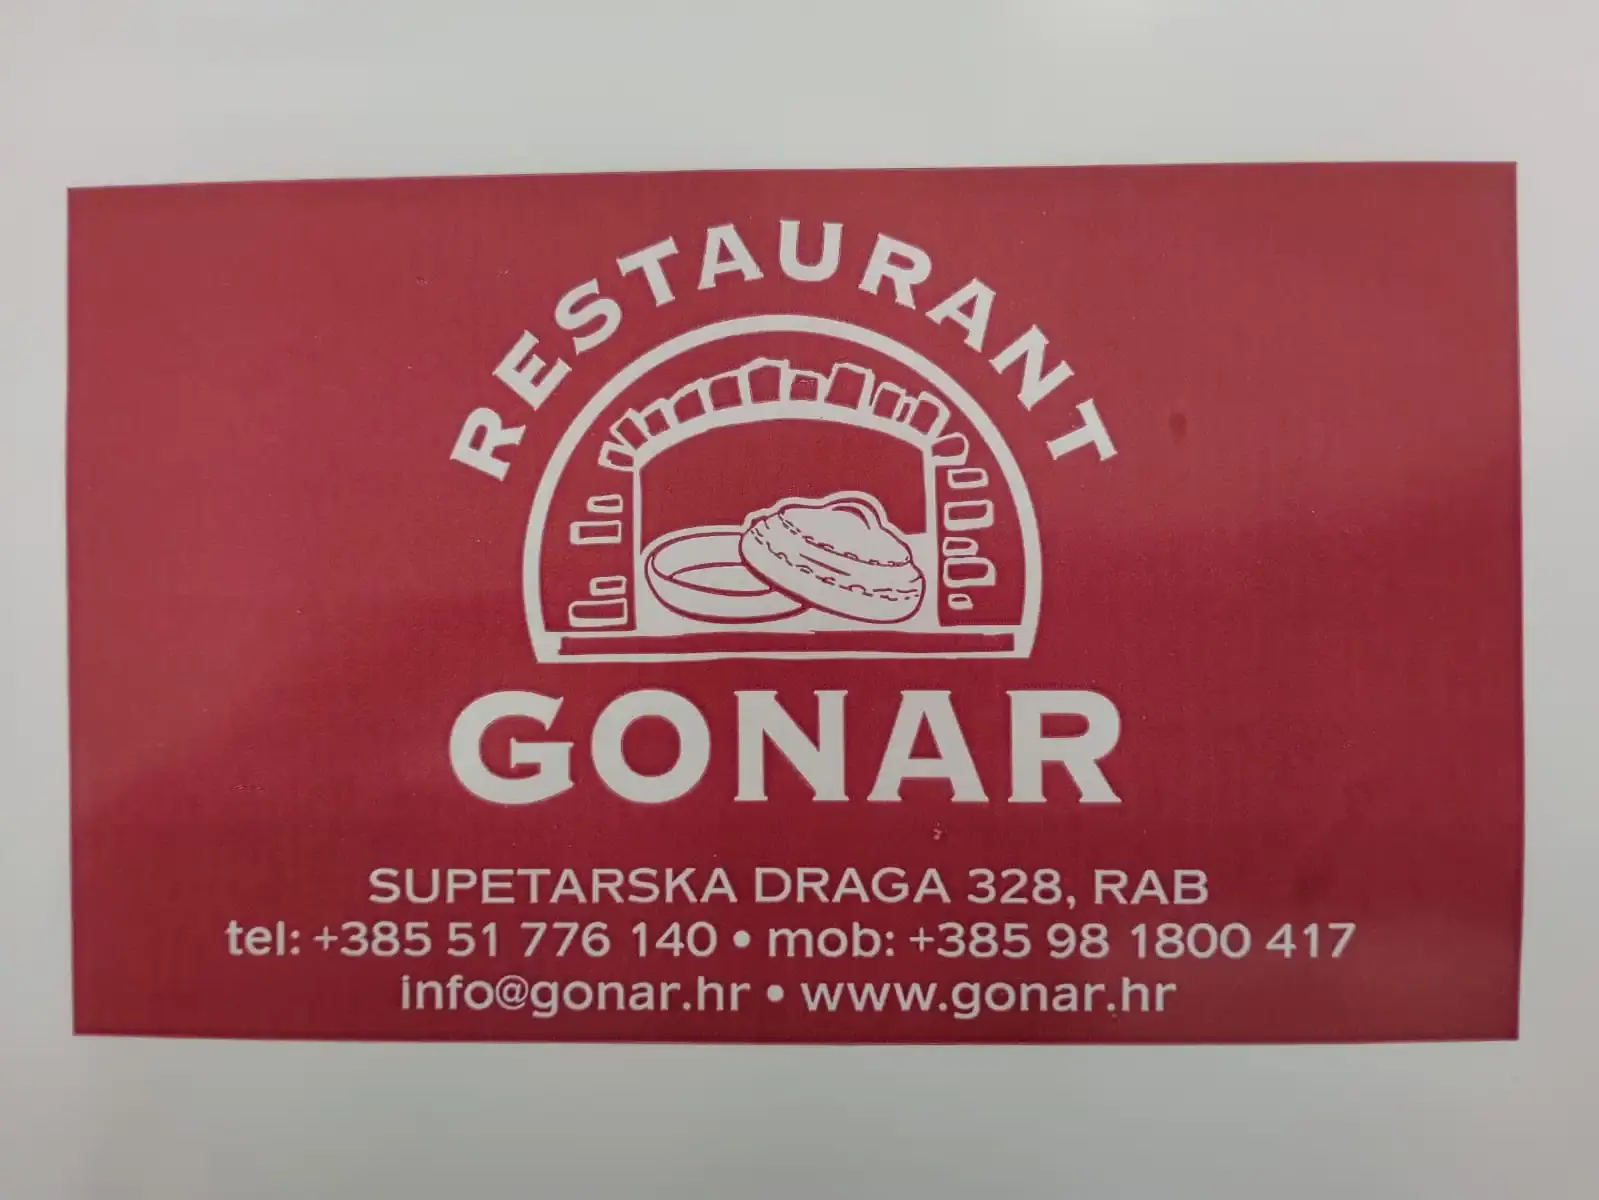 RESTAURANT
GONAR
SUPETARSKA DRAGA 328, RAB
tel: +385 51 776 140 • mob: +385 98 1800 417
info@gonar.hr • www.gonar.hr